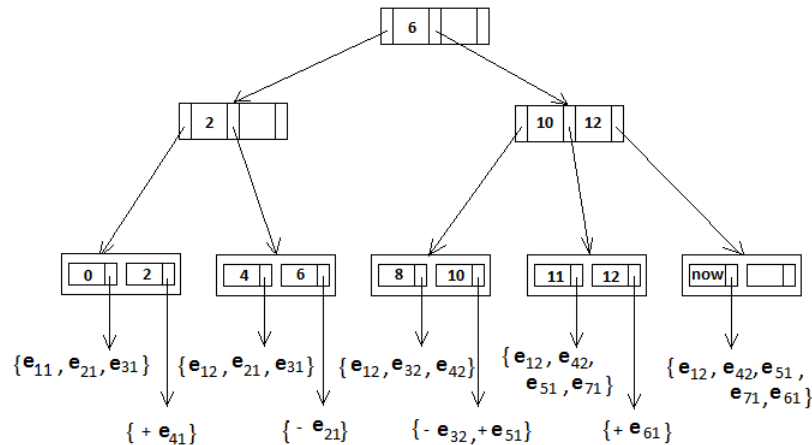 6
2
10 12
0 2
4 6
8 10
11 12
now
{e11, e21, e31}
{e12, e21, e31}
{e12, e32, e42}
{e12, e42,
e51, e71}
{e12, e42, e51,
e71, e61}
{+ e41}
{- e21}
{- e32, +e51}
{+ e61}